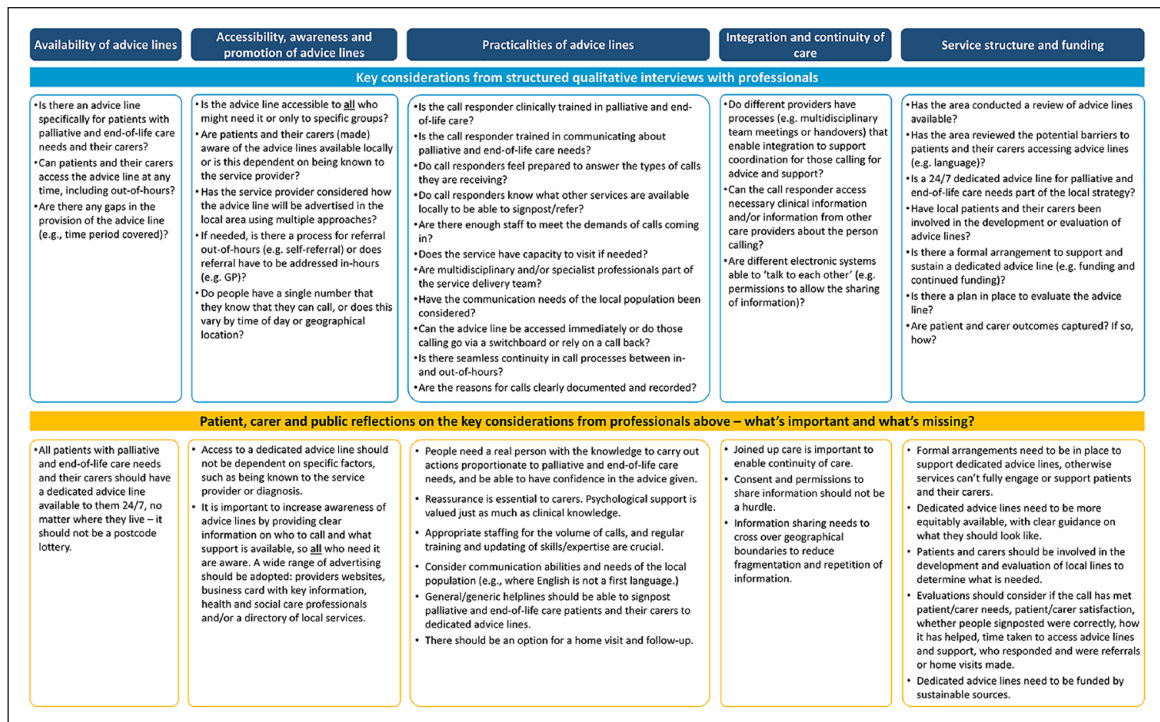 Availability of advice lines
Accessibility, awareness and
promotion of advice lines
Practicalities of advice lines
Integration and continuity of
care
Service structure and funding
Key considerations from structured qualitative interviews with professionals
•Is there an advice line
specifically for patients with
palliative and end-of-life care
needs and their carers?
•Can patients and their carers
access the advice line at any
time, including out-of-hours?
•Are there any gaps in the
provision of the advice line
(e.g., time period covered)?
•Is the advice line accessible to all who
might need it or only to specific groups?
•Are patients and their carers (made)
aware of the advice lines available locally
or is this dependent on being known to
the service provider?
•Has the service provider considered how
the advice line will be advertised in the
local area using multiple approaches?
•If needed, is there a process for referral
out-of-hours (e.g. self-referral) or does
referral have to be addressed in-hours
(e.g. GP)?
•Do people have a single number that
they know that they can call, or does this
vary by time of day or geographical
location?
•Is the call responder clinically trained in palliative and end-
of-life care?
•Is the call responder trained in communicating about
palliative and end-of-life care needs?
•Do call responders feel prepared to answer the types of calls
they are receiving?
•Do call responders know what other services are available
locally to be able to signpost/refer?
•Are there enough staff to meet the demands of calls coming
in?
•Does the service have capacity to visit if needed?
•Are multidisciplinary and/or specialist professionals part of
the service delivery team?
•Have the communication needs of the local population been
considered?
•Can the advice line be accessed immediately or do those
calling go via a switchboard or rely on a call back?
•Is there seamless continuity in call processes between in-
and out-of-hours?
•Are the reasons for calls clearly documented and recorded?
•Do different providers have
processes (e.g. multidisciplinary
team meetings or handovers) that
enable integration to support
coordination for those calling for
advice and support?
•Can the call responder access
necessary clinical information
and/or information from other
care providers about the person
calling?
•Are different electronic systems
able to ‘talk to each other’ (e.g.
permissions to allow the sharing
of information)?
•Has the area conducted a review of advice lines
available?
•Has the area reviewed the potential barriers to
patients and their carers accessing advice lines
(e.g. language)?
•Is a 24/7 dedicated advice line for palliative and
end-of-life care needs part of the local strategy?
•Have local patients and their carers been
involved in the development or evaluation of
advice lines?
•Is there a formal arrangement to support and
sustain a dedicated advice line (e.g. funding and
continued funding)?
•Is there a plan in place to evaluate the advice
line?
•Are patient and carer outcomes captured? If so,
how?
Patient, carer and public reflections on the key considerations from professionals above – what’s important and what’s missing?
•All patients with palliative
and end-of-life care needs
and their carers should have
a dedicated advice line
available to them 24/7, no
matter where they live – it
should not be a postcode
lottery.
• Access to a dedicated advice line should
not be dependent on specific factors,
such as being known to the service
provider or diagnosis.
• It is important to increase awareness of
advice lines by providing clear
information on who to call and what
support is available, so all who need it
are aware. A wide range of advertising
should be adopted: providers websites,
business card with key information,
health and social care professionals
and/or a directory of local services.
• People need a real person with the knowledge to carry out
actions proportionate to palliative and end-of-life care
needs, and be able to have confidence in the advice given.
• Reassurance is essential to carers. Psychological support is
valued just as much as clinical knowledge.
• Appropriate staffing for the volume of calls, and regular
training and updating of skills/expertise are crucial.
• Consider communication abilities and needs of the local
population (e.g., where English is not a first language.)
• General/generic helplines should be able to signpost
palliative and end-of-life care patients and their carers to
dedicated advice lines.
• There should be an option for a home visit and follow-up.
• Joined up care is important to
enable continuity of care.
• Consent and permissions to
share information should not be
a hurdle.
• Information sharing needs to
cross over geographical
boundaries to reduce
fragmentation and repetition of
information.
• Formal arrangements need to be in place to
support dedicated advice lines, otherwise
services can’t fully engage or support patients
and their carers.
• Dedicated advice lines need to be more
equitably available, with clear guidance on
what they should look like.
• Patients and carers should be involved in the
development and evaluation of local lines to
determine what is needed.
• Evaluations should consider if the call has met
patient/carer needs, patient/carer satisfaction,
whether people signposted were correctly, how
it has helped, time taken to access advice lines
and support, who responded and were referrals
or home visits made.
• Dedicated advice lines need to be funded by
sustainable sources.